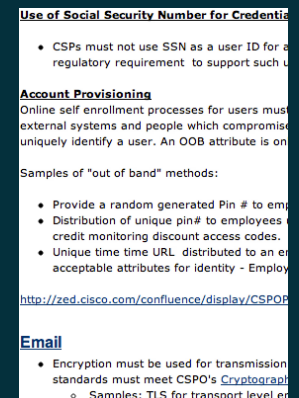 Use of Social Security Number for Credentia
CSPs must not use SSN as a user ID for a
regulatory requirement to support such u
Account Provisioning
Online self enrollment processes for users must
external systems and people which compromise
uniquely identify a user. An OOB attribute is on
Samples of "out of band" methods:
Provide a random generated Pin # to emp
Distribution of unique pin# to employees
credit monitoring discount access codes.
Unique time time URL distributed to an er
acceptable attributes for identity - Employ
http://zed.cisco.com/confluence/display/CSPOP
Email
Encryption must be used for transmission
standards must meet CSPO's Cryptograph
Samples: TLS for transport level en